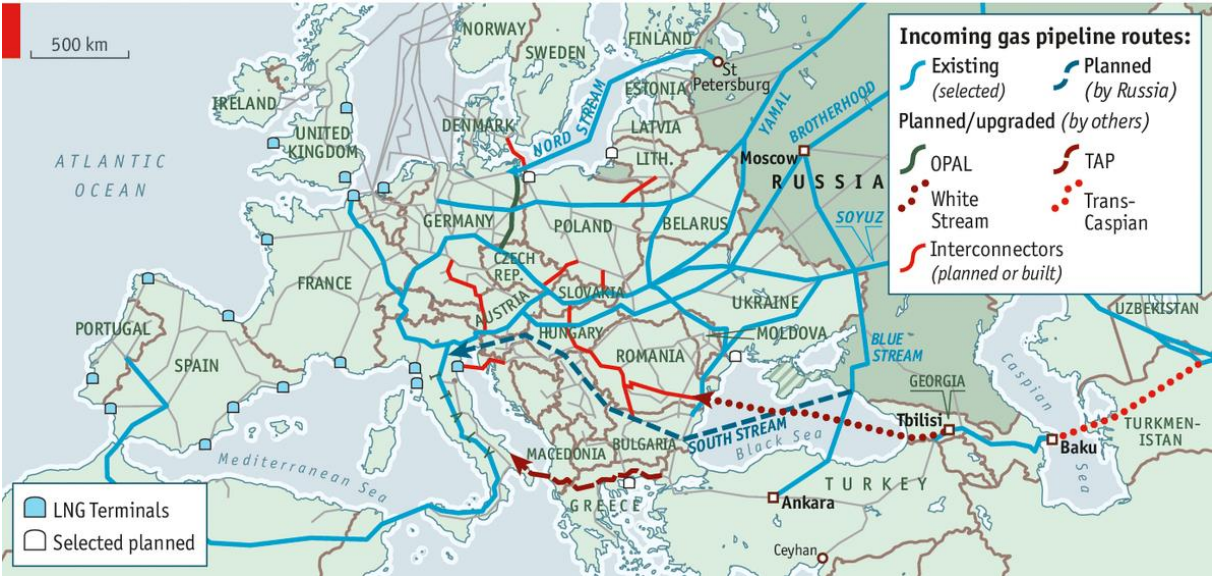 500 km
NORWAY
SWEDEN
FINLAND
St
Petersburg
ESTONIA
IRELAND
UNITED
KINGDOM
DENMARK
NORD STREAM
LATVIA
LITH.
YAMAL
BROTHERHOOD
Moscow
RUSSIA
SOYUZ
ATLANTIC
OCEAN
GERMANY
POLAND
BELARUS
CZECH
REP.
FRANCE
AUSTRIA
SLOVAKIA
UKRAINE
HUNGARY
MOLDOVA
ROMANIA
BLUE
STREAM
PORTUGAL
SPAIN
ITALY
GEORGIA
Tbilisi
Caspian
Sea
UZBEKISTAN
TURKMEN-
ISTAN
Baku
BULGARIA
SOUTH STREAM
Black Sea
MACEDONIA
Mediterranean Sea
GREECE
TURKEY
Ankara
Ceyhan
Incoming gas pipeline routes:
Existing
(selected)
Planned
(by Russia)
Planned/upgraded (by others)
OPAL
TAP
White
Stream
Trans-
Caspian
Interconnectors
(planned or built)
LNG Terminals
Selected planned